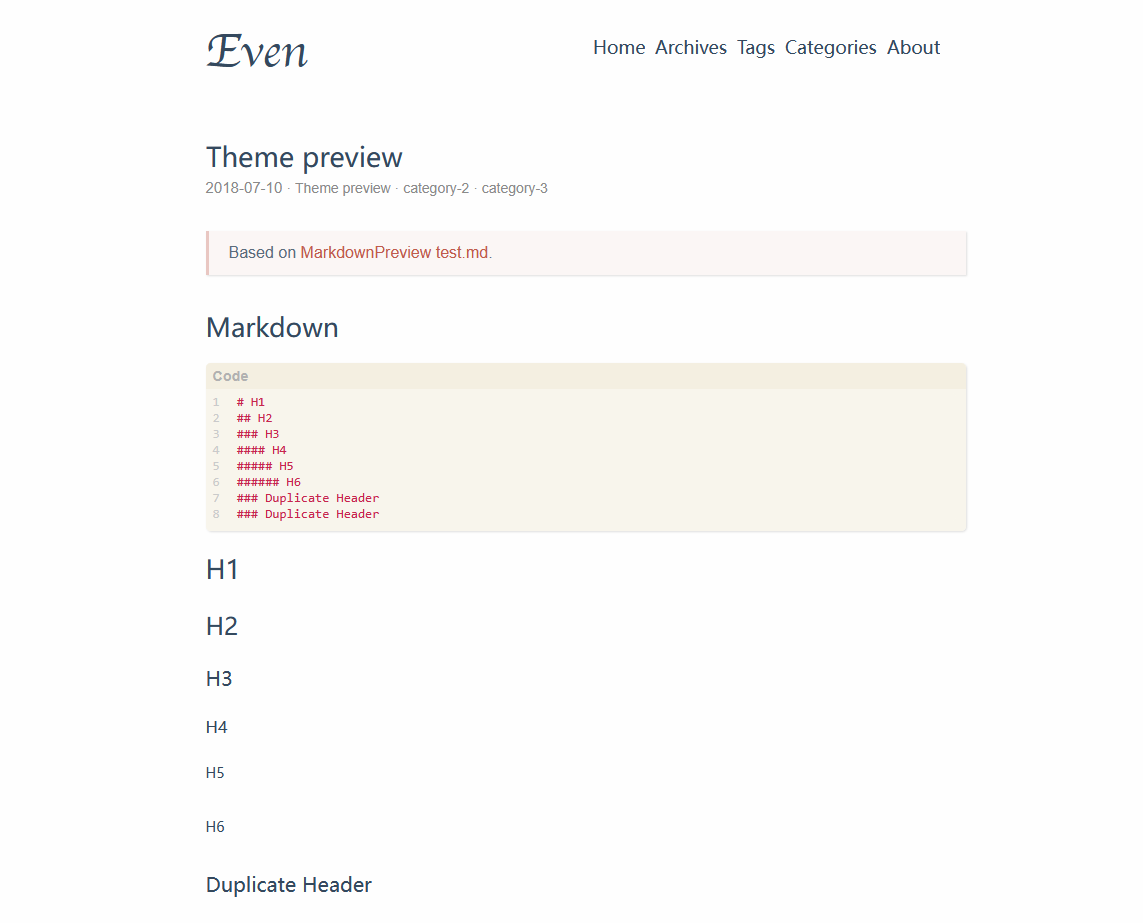 Even
Home Archives Tags Categories About
Theme preview
2018-07-10 · Theme preview · category-2 · category-3
Based on MarkdownPreview test.md.
Markdown
Code
1 # H1
2 ## H2
3 ### H3
4 #### H4
5 ##### H5
6 ###### H6
7 ### Duplicate Header
8 ### Duplicate Header
H1
H2
H3
H4
H5
H6
Duplicate Header